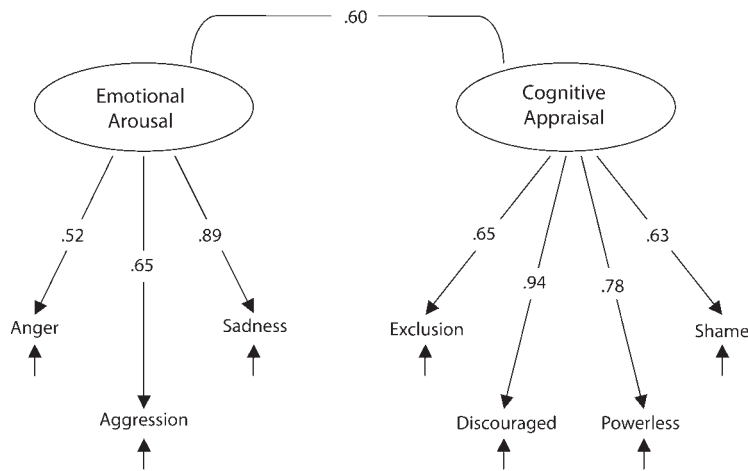 .60
Emotional
Arousal
Cognitive
Appraisal
.52
.65
.89
.65
.94
.78
.63
Anger
Sadness
Exclusion
Shame
Aggression
Discouraged
Powerless